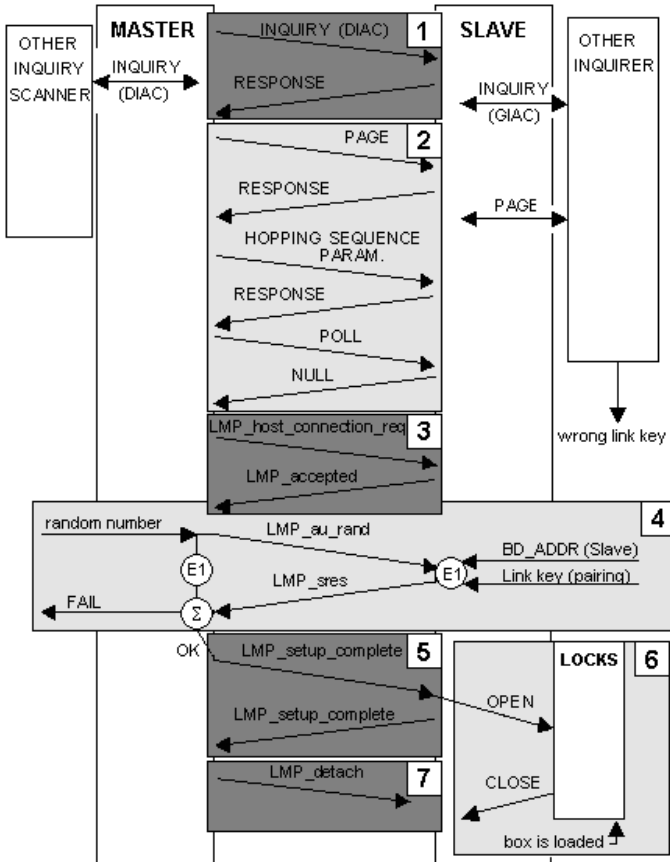 MASTER
SLAVE
OTHER
INQUIRY
SCANNER
INQUIRY
(DIAC)
INQUIRY (DIAC)
1
RESPONSE
OTHER
INQUIRER
INQUIRY
(GIAC)
PAGE
2
RESPONSE
PAGE
HOPPING SEQUENCE
PARAM.
RESPONSE
POLL
NULL
wrong link key
LMP_host_connection_req
3
LMP_accepted
random number
LMP_au_rand
4
BD_ADDR (Slave)
E1
E1
Link key (pairing)
LMP_sres
FAIL
Σ
OK
LMP_setup_complete
5
LMP_setup_complete
LOCKS
6
OPEN
LMP_detach
7
CLOSE
box is loaded